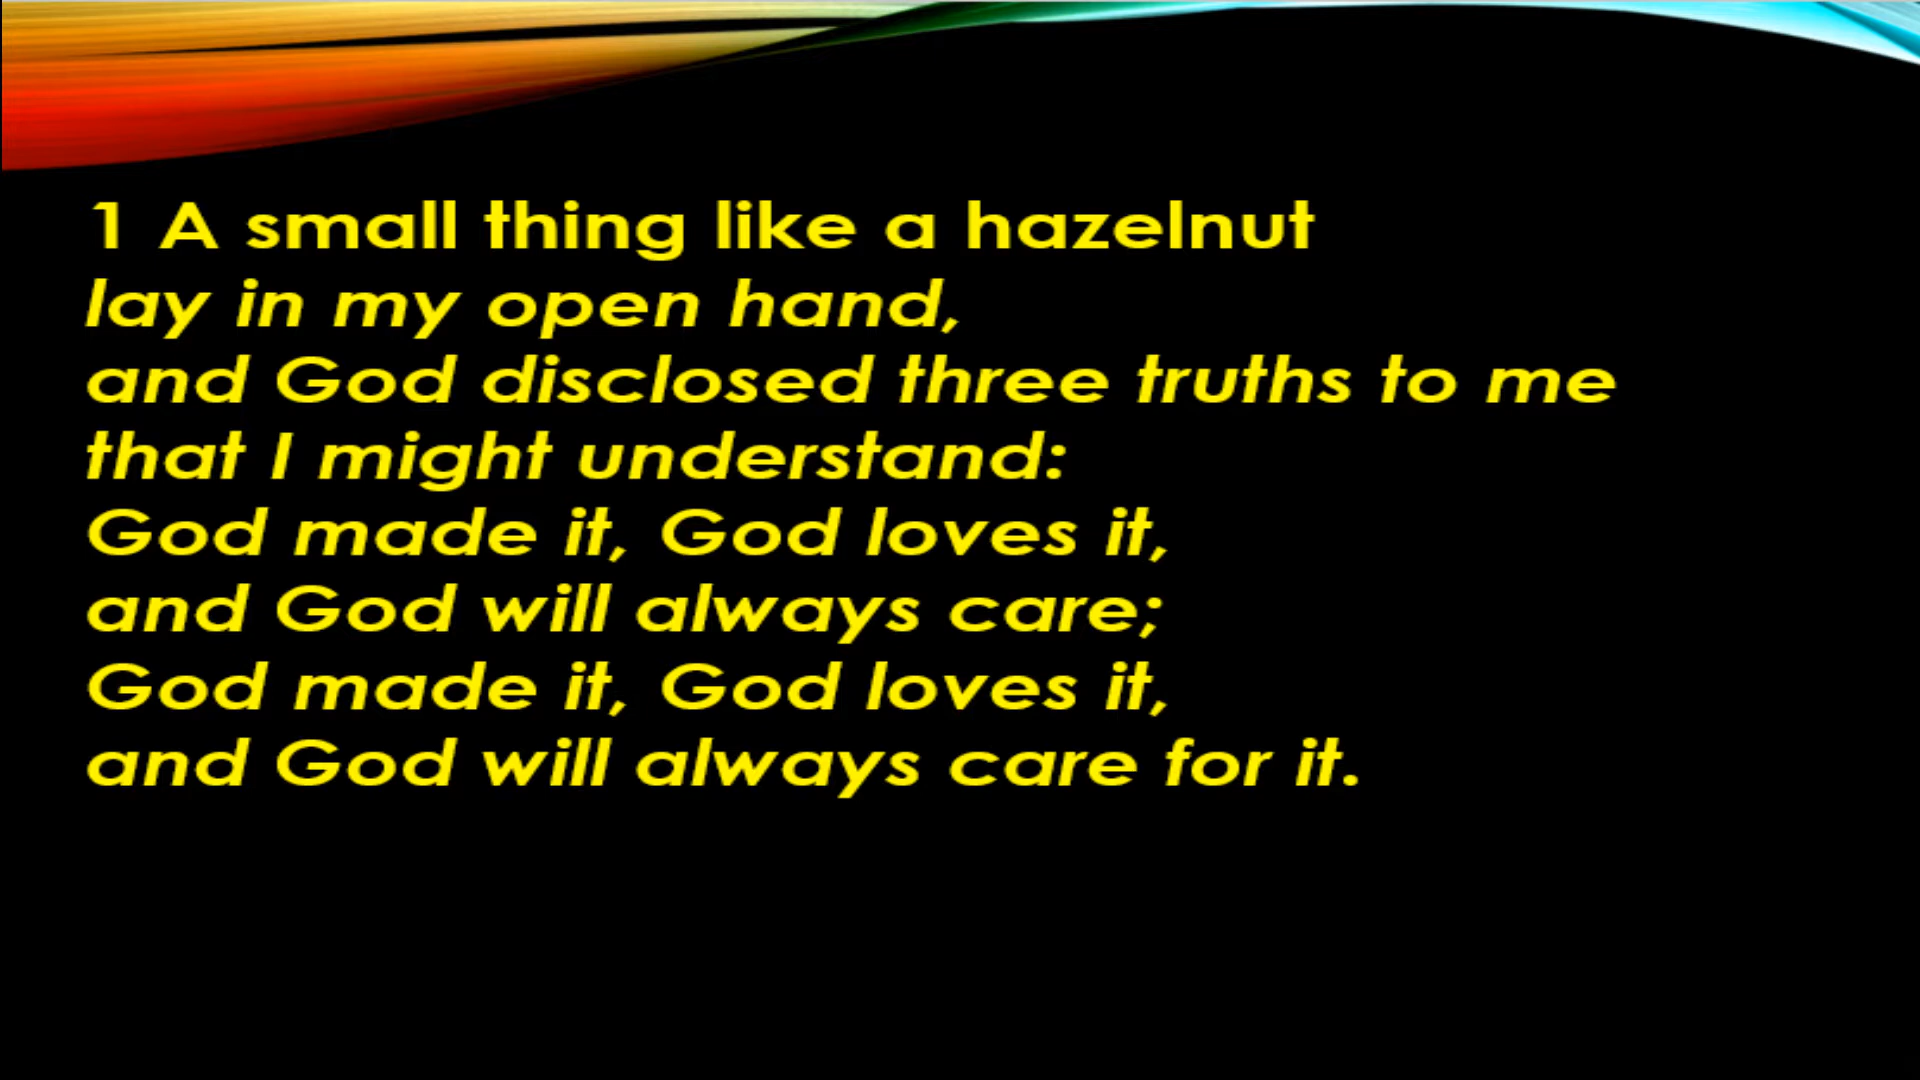 1 A small thing like a hazelnut
lay in my open hand,
and God disclosed three truths to me
that I might understand:
God made it, God loves it,
and God will always care;
God made it, God loves it,
and God will always care for it.